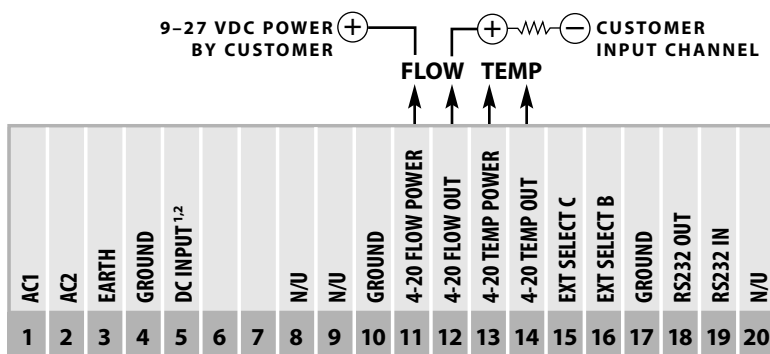 9–27 VDC POWER
BY CUSTOMER
+
+
−
CUSTOMER
INPUT CHANNEL
FLOW TEMP
AC1
AC2
EARTH
GROUND
DC INPUT 1,2
N/U
N/U
GROUND
4-20 FLOW POWER
4-20 FLOW OUT
4-20 TEMP POWER
4-20 TEMP OUT
EXT SELECT C
EXT SELECT B
GROUND
RS232 OUT
RS232 IN
N/U
1 2 3 4 5 6 7 8 9 10 11 12 13 14 15 16 17 18 19 20